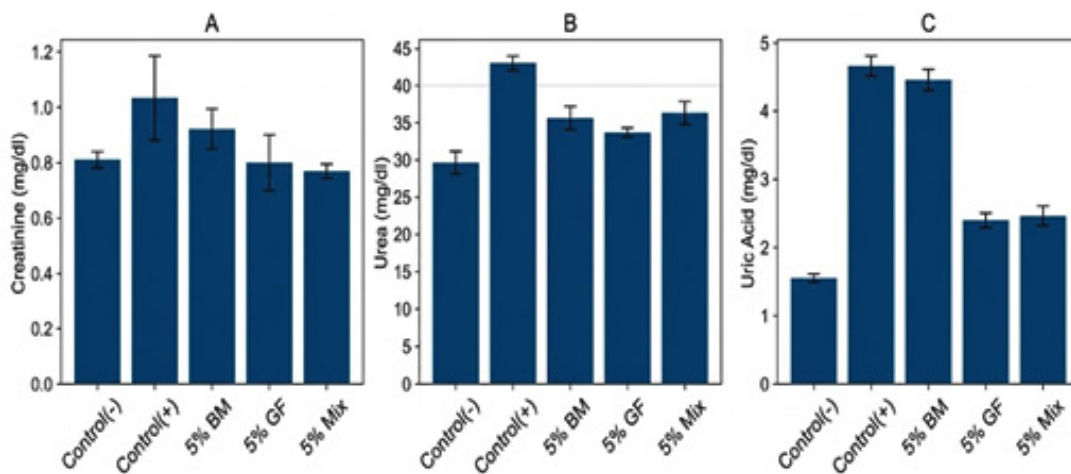 A
Creatinine (mg/dl)
1.2
1.0
0.8
0.6
0.4
0.2
0.0
Control(-)
Control(+)
5% BM
5% GF
5% Mix
B
Urea (mg/dl)
45
40
35
30
25
20
15
10
5
0
Control(-)
Control(+)
5% BM
5% GF
5% Mix
C
Uric Acid (mg/dl)
5
4
3
2
1
0
Control(-)
Control(+)
5% BM
5% GF
5% Mix